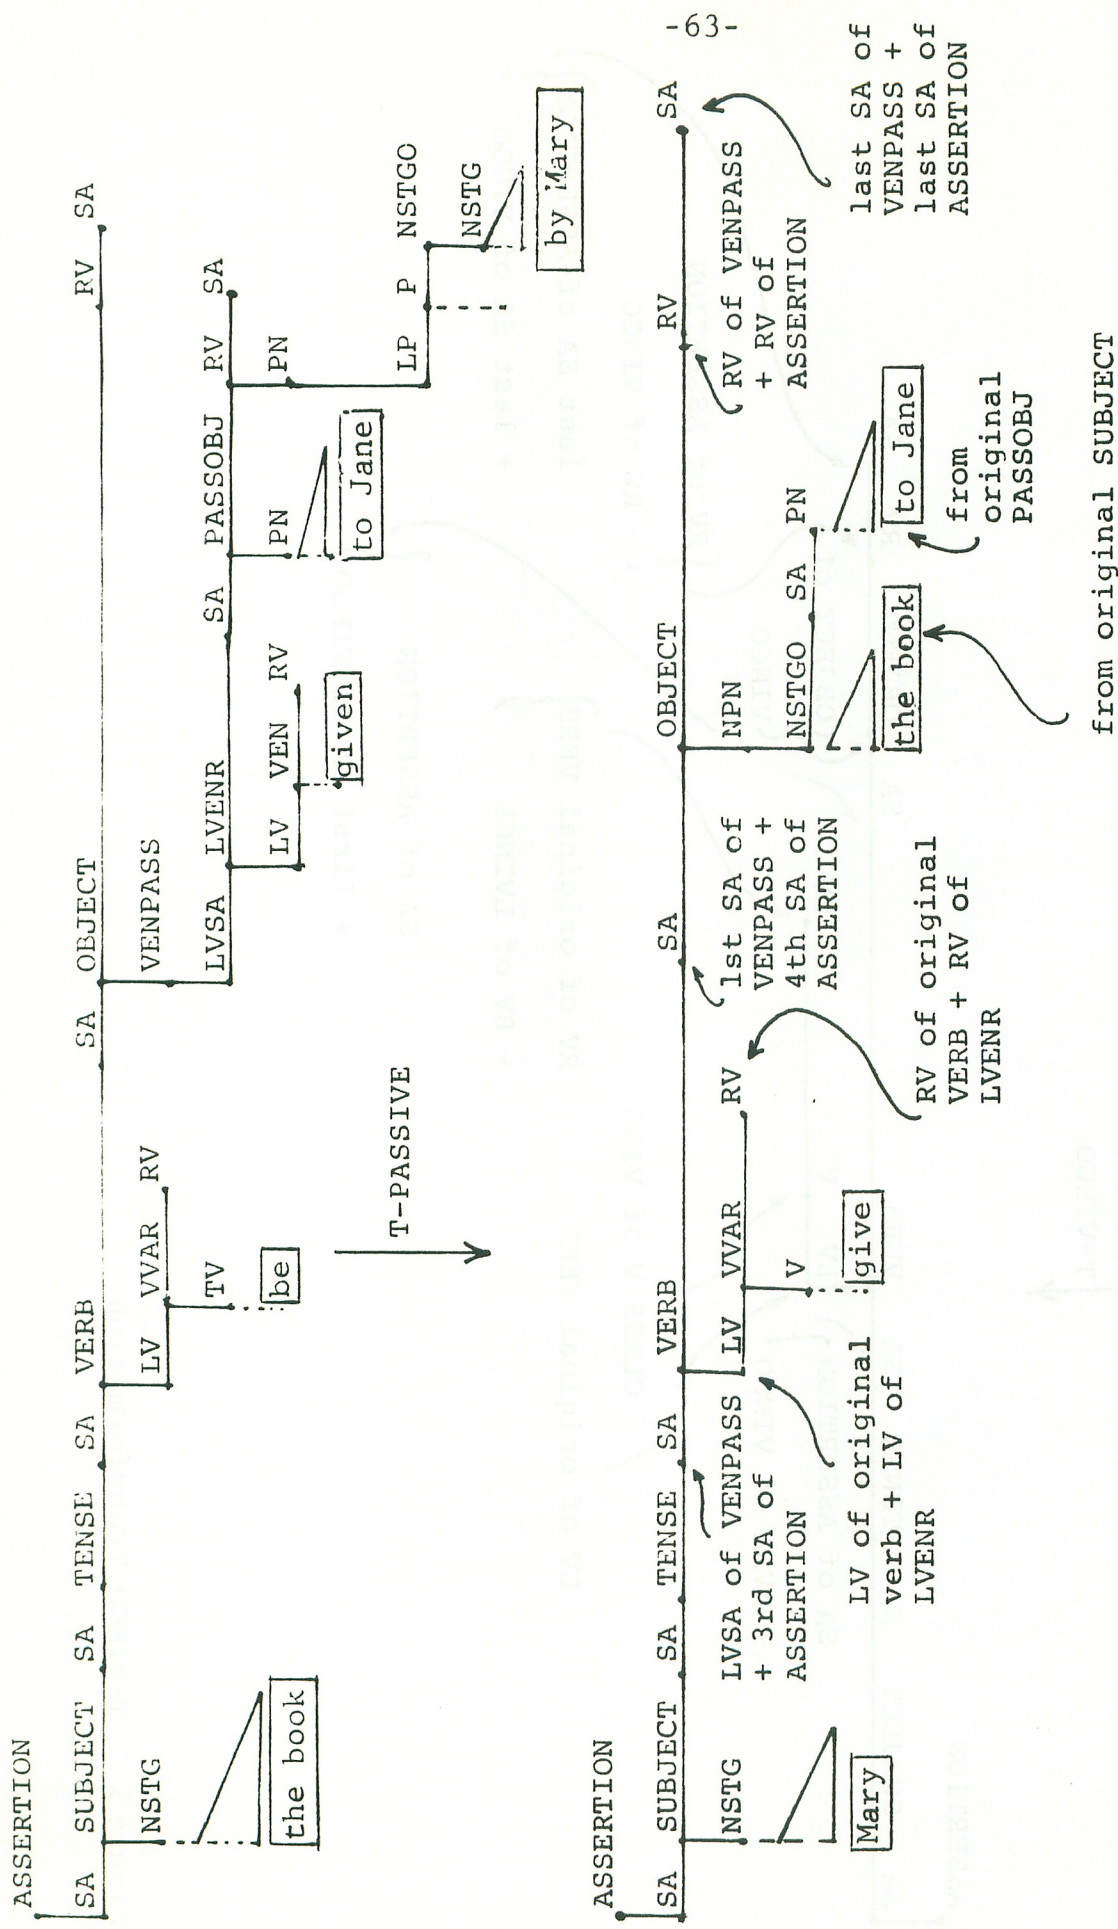 -63-
ASSERTION
SA SUBJECT SA TENSE SA VERB SA OBJECT RV SA
NSTG LV VVAR RV VENPASS
TV LVSA LVENR SA PASSOBJ RV SA
the book be LV VEN RV PN PN
given to Jane LP P NSTGO
NSTG
by Mary
T-PASSIVE
ASSERTION
SA SUBJECT SA TENSE SA VERB SA OBJECT RV SA
NSTG LV VVAR RV NPN
V NSTGO SA PN
Mary give the book to Jane
LVSA of VENPASS
+ 3rd SA of
ASSERTION
LV of original
verb + LV of
LVENR
RV of original
VERB + RV of
LVENR
1st SA of
VENPASS +
4th SA of
ASSERTION
from original SUBJECT
from
original
PASSOBJ
RV of VENPASS
+ RV of
ASSERTION
last SA of
VENPASS +
last SA of
ASSERTION